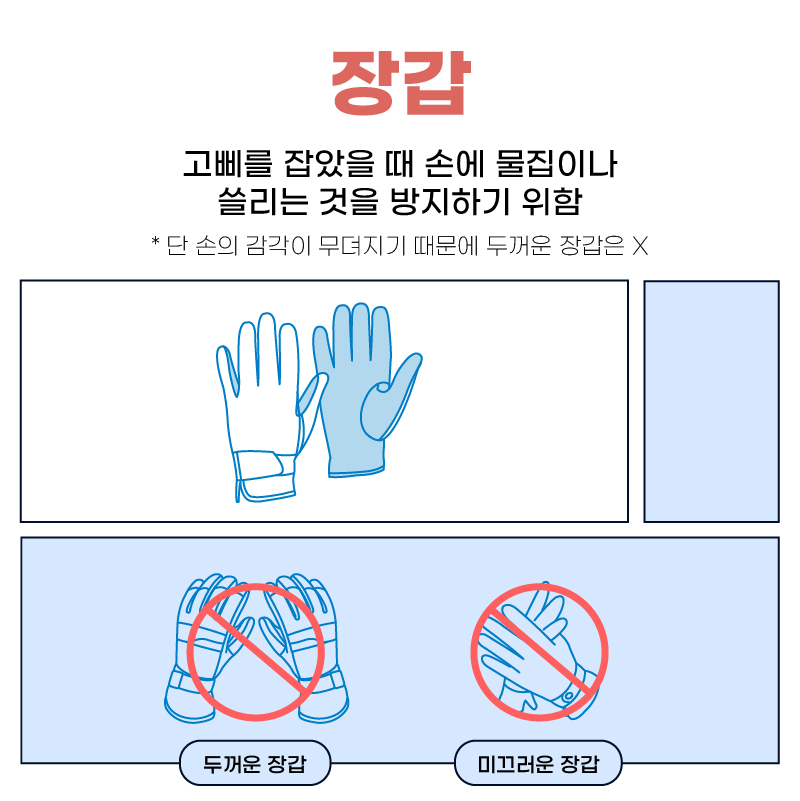 장갑
고삐를 잡았을 때 손에 물집이나
쓸리는 것을 방지하기 위함
* 단 손의 감각이 무뎌지기 때문에 두꺼운 장갑은 X
두꺼운 장갑
미끄러운 장갑